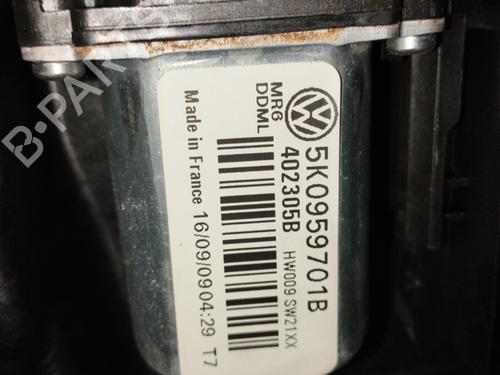 MR6
DDML
5K0959701B
402305B
HW009 SW21XX
Made in France 16/09/09 04:29 T7
B-PARTS